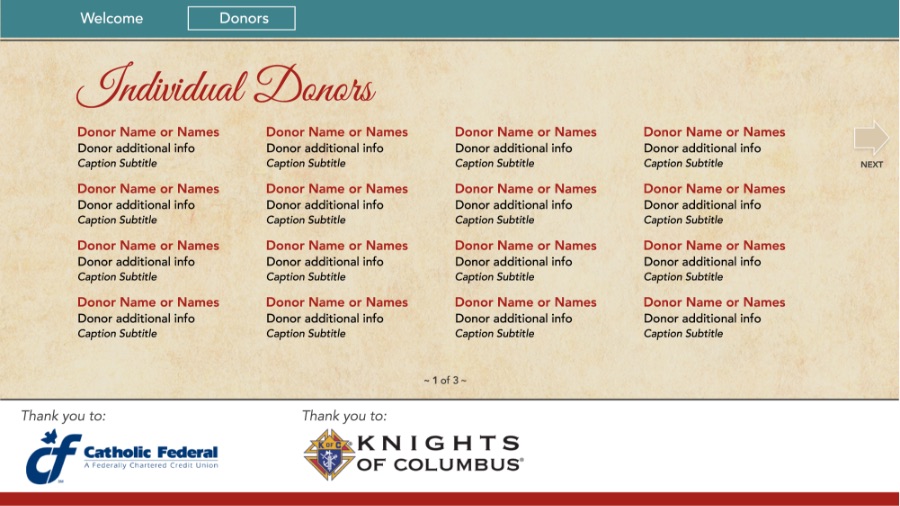 Welcome
Donors
Individual Donors
Donor Name or Names
Donor additional info
Caption Subtitle
Donor Name or Names
Donor additional info
Caption Subtitle
Donor Name or Names
Donor additional info
Caption Subtitle
Donor Name or Names
Donor additional info
Caption Subtitle
Donor Name or Names
Donor additional info
Caption Subtitle
Donor Name or Names
Donor additional info
Caption Subtitle
Donor Name or Names
Donor additional info
Caption Subtitle
Donor Name or Names
Donor additional info
Caption Subtitle
Donor Name or Names
Donor additional info
Caption Subtitle
Donor Name or Names
Donor additional info
Caption Subtitle
Donor Name or Names
Donor additional info
Caption Subtitle
Donor Name or Names
Donor additional info
Caption Subtitle
Donor Name or Names
Donor additional info
Caption Subtitle
Donor Name or Names
Donor additional info
Caption Subtitle
Donor Name or Names
Donor additional info
Caption Subtitle
Donor Name or Names
Donor additional info
Caption Subtitle
NEXT
~ 1 of 3 ~
Thank you to:
cf
Catholic Federal
A Federally Chartered Credit Union
Thank you to:
K OF C
KNIGHTS
OF COLUMBUS®